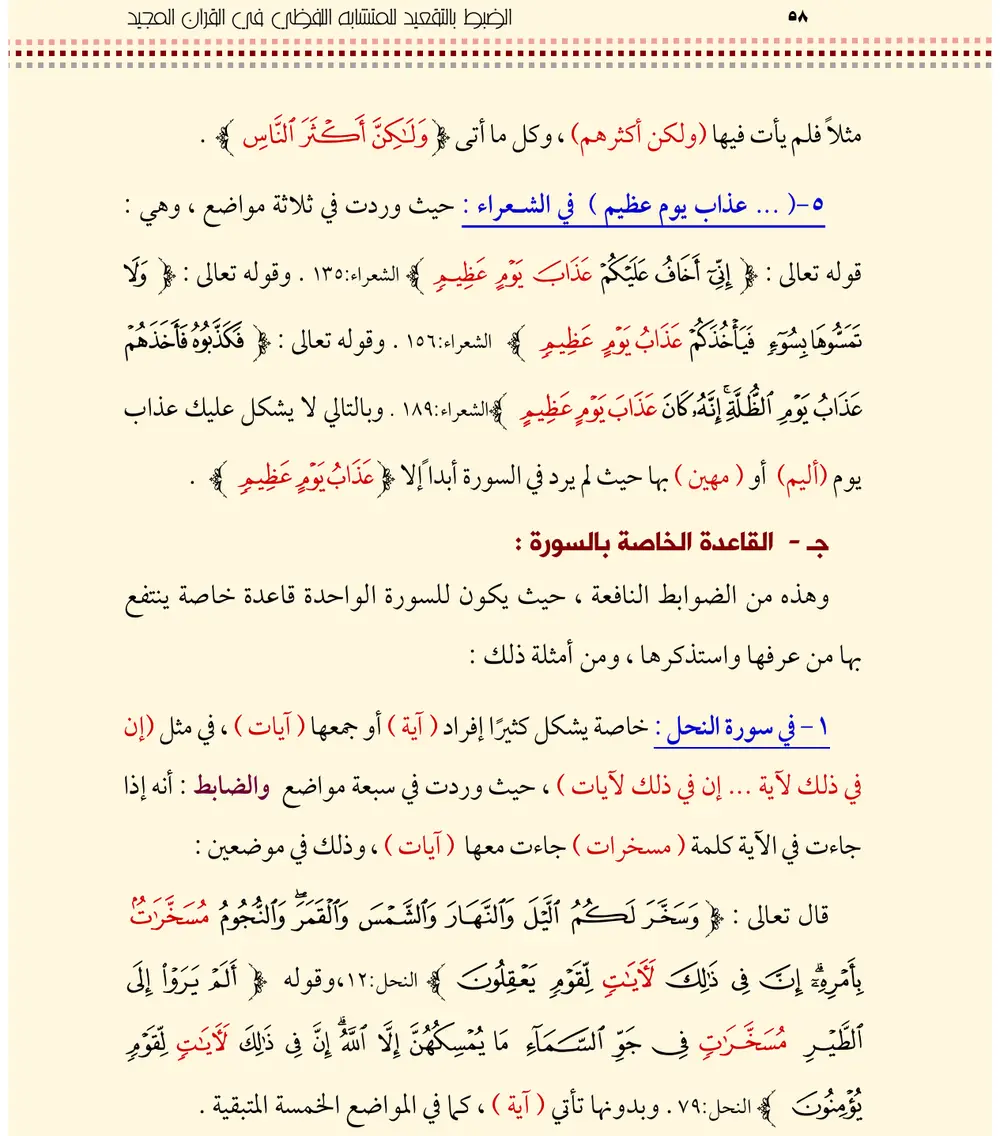 ٥٨ الضبط بالتقعيد للمتشابه اللفظي في القرآن المجيد
مثلاً فلم يأت فيها (ولكن أكثرهم) ، وكل ما أتى ﴿ وَلَـٰكِنَّ أَكْثَرَ ٱلنَّاسِ ﴾ .
٥-( ... عذاب يوم عظيم ) في الشعراء : حيث وردت في ثلاثة مواضع ، وهي :
قوله تعالى : ﴿ إِنِّىٓ أَخَافُ عَلَيْكُمْ عَذَابَ يَوْمٍ عَظِيمٍ ﴾ الشعراء:١٣٥ . وقوله تعالى : ﴿ وَلَا
تَمَسُّوهَا بِسُوٓءٍ فَيَأْخُذَكُمْ عَذَابُ يَوْمٍ عَظِيمٍ ﴾ الشعراء:١٥٦ . وقوله تعالى : ﴿ فَكَذَّبُوهُ فَأَخَذَهُمْ
عَذَابُ يَوْمِ ٱلظُّلَّةِ ۚ إِنَّهُۥ كَانَ عَذَابَ يَوْمٍ عَظِيمٍ ﴾الشعراء:١٨٩ . وبالتالي لا يشكل عليك عذاب
يوم (أليم) أو ( مهين ) بها حيث لم يرد في السورة أبداً إلا ﴿ عَذَابُ يَوْمٍ عَظِيمٍ ﴾ .
جـ - القاعدة الخاصة بالسورة :
وهذه من الضوابط النافعة ، حيث يكون للسورة الواحدة قاعدة خاصة ينتفع
بها من عرفها واستذكرها ، ومن أمثلة ذلك :
١- في سورة النحل : خاصة يشكل كثيرًا إفراد ( آية ) أو جمعها ( آيات ) ، في مثل (إن
في ذلك لآية ... إن في ذلك لآيات ) ، حيث وردت في سبعة مواضع والضابط : أنه إذا
جاءت في الآية كلمة ( مسخرات ) جاءت معها ( آيات ) ، وذلك في موضعين :
قال تعالى : ﴿ وَسَخَّرَ لَكُمُ ٱلَّيْلَ وَٱلنَّهَارَ وَٱلشَّمْسَ وَٱلْقَمَرَ ۖ وَٱلنُّجُومُ مُسَخَّرَٰتٌۢ
بِأَمْرِهِۦٓ ۗ إِنَّ فِى ذَٰلِكَ لَـَٔايَـٰتٍ لِّقَوْمٍ يَعْقِلُونَ ﴾ النحل:١٢،وقوله ﴿ أَلَمْ يَرَوْا۟ إِلَى
ٱلطَّيْرِ مُسَخَّرَٰتٍ فِى جَوِّ ٱلسَّمَآءِ مَا يُمْسِكُهُنَّ إِلَّا ٱللَّهُ ۗ إِنَّ فِى ذَٰلِكَ لَـَٔايَـٰتٍ لِّقَوْمٍ
يُؤْمِنُونَ ﴾ النحل:٧٩ . وبدونها تأتي ( آية ) ، كما في المواضع الخمسة المتبقية .